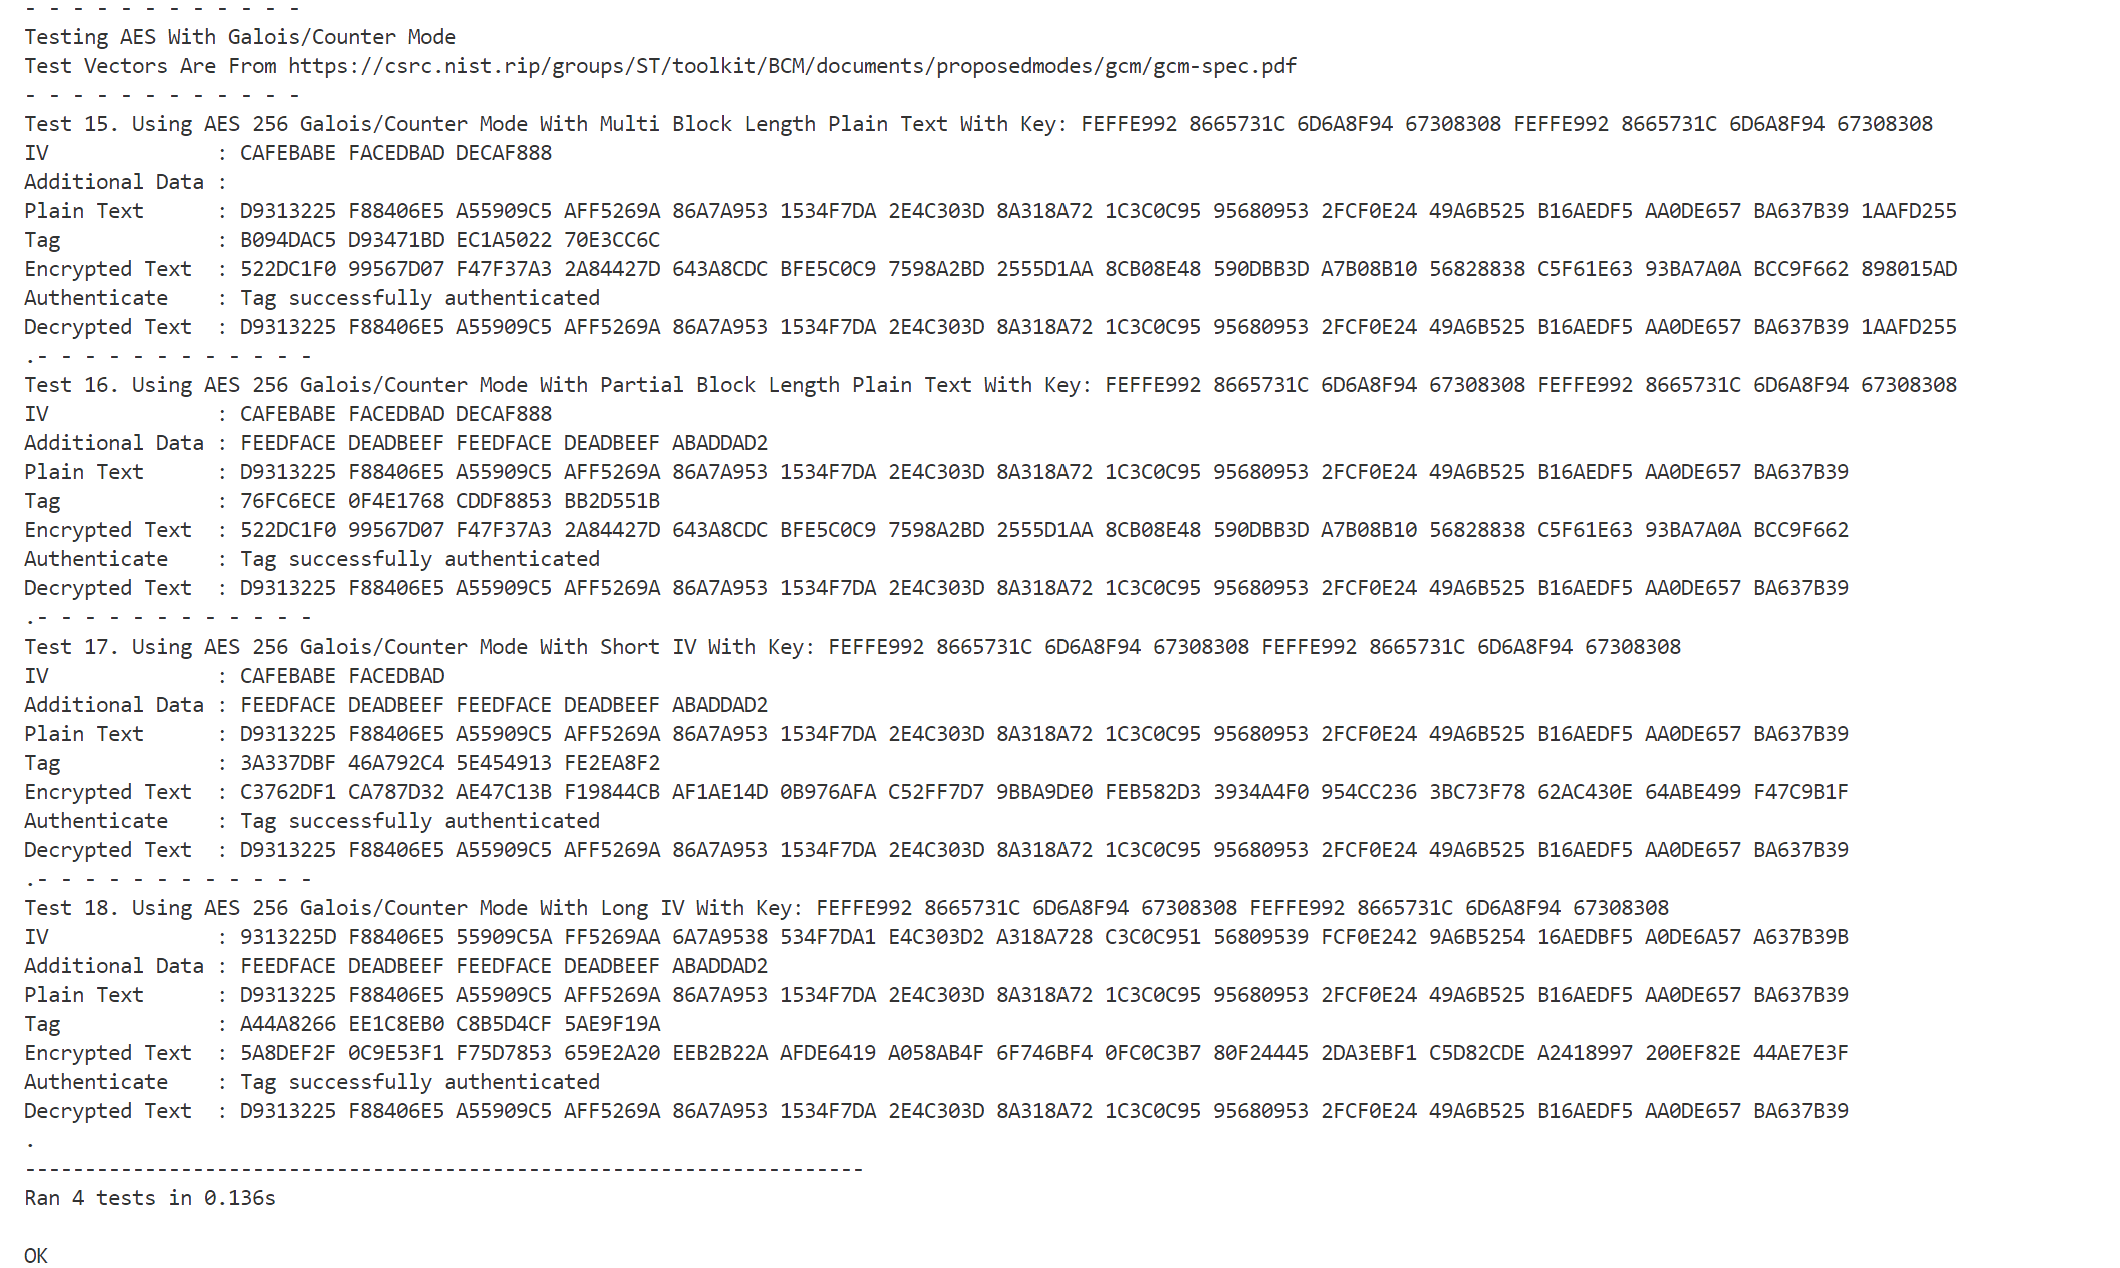 - - - - - - - - - - - -
Testing AES With Galois/Counter Mode
Test Vectors Are From https://csrc.nist.rip/groups/ST/toolkit/BCM/documents/proposedmodes/gcm/gcm-spec.pdf
- - - - - - - - - - - -
Test 15. Using AES 256 Galois/Counter Mode With Multi Block Length Plain Text With Key: FEFFE992 8665731C 6D6A8F94 67308308 FEFFE992 8665731C 6D6A8F94 67308308
IV              : CAFEBABE FACEDBAD DECAF888
Additional Data :
Plain Text      : D9313225 F88406E5 A55909C5 AFF5269A 86A7A953 1534F7DA 2E4C303D 8A318A72 1C3C0C95 95680953 2FCF0E24 49A6B525 B16AEDF5 AA0DE657 BA637B39 1AAFD255
Tag             : B094DAC5 D93471BD EC1A5022 70E3CC6C
Encrypted Text  : 522DC1F0 99567D07 F47F37A3 2A84427D 643A8CDC BFE5C0C9 7598A2BD 2555D1AA 8CB08E48 590DBB3D A7B08B10 56828838 C5F61E63 93BA7A0A BCC9F662 898015AD
Authenticate    : Tag successfully authenticated
Decrypted Text  : D9313225 F88406E5 A55909C5 AFF5269A 86A7A953 1534F7DA 2E4C303D 8A318A72 1C3C0C95 95680953 2FCF0E24 49A6B525 B16AEDF5 AA0DE657 BA637B39 1AAFD255
.- - - - - - - - - - - -
Test 16. Using AES 256 Galois/Counter Mode With Partial Block Length Plain Text With Key: FEFFE992 8665731C 6D6A8F94 67308308 FEFFE992 8665731C 6D6A8F94 67308308
IV              : CAFEBABE FACEDBAD DECAF888
Additional Data : FEEDFACE DEADBEEF FEEDFACE DEADBEEF ABADDAD2
Plain Text      : D9313225 F88406E5 A55909C5 AFF5269A 86A7A953 1534F7DA 2E4C303D 8A318A72 1C3C0C95 95680953 2FCF0E24 49A6B525 B16AEDF5 AA0DE657 BA637B39
Tag             : 76FC6ECE 0F4E1768 CDDF8853 BB2D551B
Encrypted Text  : 522DC1F0 99567D07 F47F37A3 2A84427D 643A8CDC BFE5C0C9 7598A2BD 2555D1AA 8CB08E48 590DBB3D A7B08B10 56828838 C5F61E63 93BA7A0A BCC9F662
Authenticate    : Tag successfully authenticated
Decrypted Text  : D9313225 F88406E5 A55909C5 AFF5269A 86A7A953 1534F7DA 2E4C303D 8A318A72 1C3C0C95 95680953 2FCF0E24 49A6B525 B16AEDF5 AA0DE657 BA637B39
.- - - - - - - - - - - -
Test 17. Using AES 256 Galois/Counter Mode With Short IV With Key: FEFFE992 8665731C 6D6A8F94 67308308 FEFFE992 8665731C 6D6A8F94 67308308
IV              : CAFEBABE FACEDBAD
Additional Data : FEEDFACE DEADBEEF FEEDFACE DEADBEEF ABADDAD2
Plain Text      : D9313225 F88406E5 A55909C5 AFF5269A 86A7A953 1534F7DA 2E4C303D 8A318A72 1C3C0C95 95680953 2FCF0E24 49A6B525 B16AEDF5 AA0DE657 BA637B39
Tag             : 3A337DBF 46A792C4 5E454913 FE2EA8F2
Encrypted Text  : C3762DF1 CA787D32 AE47C13B F19844CB AF1AE14D 0B976AFA C52FF7D7 9BBA9DE0 FEB582D3 3934A4F0 954CC236 3BC73F78 62AC430E 64ABE499 F47C9B1F
Authenticate    : Tag successfully authenticated
Decrypted Text  : D9313225 F88406E5 A55909C5 AFF5269A 86A7A953 1534F7DA 2E4C303D 8A318A72 1C3C0C95 95680953 2FCF0E24 49A6B525 B16AEDF5 AA0DE657 BA637B39
.- - - - - - - - - - - -
Test 18. Using AES 256 Galois/Counter Mode With Long IV With Key: FEFFE992 8665731C 6D6A8F94 67308308 FEFFE992 8665731C 6D6A8F94 67308308
IV              : 9313225D F88406E5 55909C5A FF5269AA 6A7A9538 534F7DA1 E4C303D2 A318A728 C3C0C951 56809539 FCF0E242 9A6B5254 16AEDBF5 A0DE6A57 A637B39B
Additional Data : FEEDFACE DEADBEEF FEEDFACE DEADBEEF ABADDAD2
Plain Text      : D9313225 F88406E5 A55909C5 AFF5269A 86A7A953 1534F7DA 2E4C303D 8A318A72 1C3C0C95 95680953 2FCF0E24 49A6B525 B16AEDF5 AA0DE657 BA637B39
Tag             : A44A8266 EE1C8EB0 C8B5D4CF 5AE9F19A
Encrypted Text  : 5A8DEF2F 0C9E53F1 F75D7853 659E2A20 EEB2B22A AFDE6419 A058AB4F 6F746BF4 0FC0C3B7 80F24445 2DA3EBF1 C5D82CDE A2418997 200EF82E 44AE7E3F
Authenticate    : Tag successfully authenticated
Decrypted Text  : D9313225 F88406E5 A55909C5 AFF5269A 86A7A953 1534F7DA 2E4C303D 8A318A72 1C3C0C95 95680953 2FCF0E24 49A6B525 B16AEDF5 AA0DE657 BA637B39
.
----------------------------------------------------------------------
Ran 4 tests in 0.136s
OK